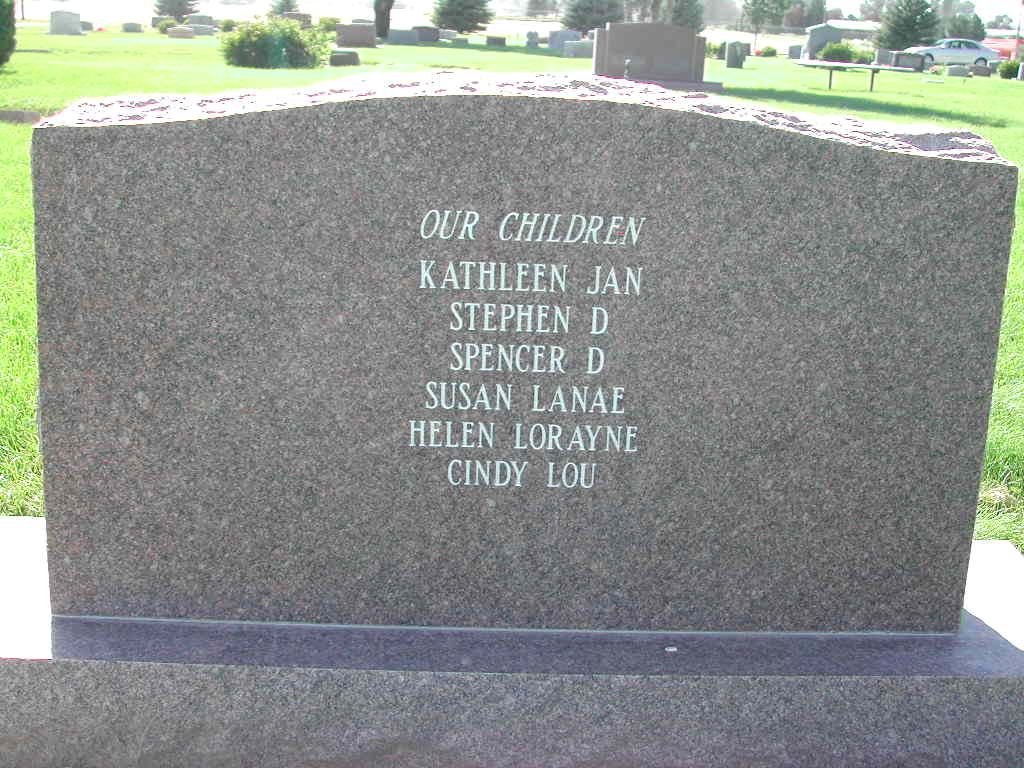 OUR CHILDREN
KATHLEEN JAN
STEPHEN D
SPENCER D
SUSAN LANAE
HELEN LORAYNE
CINDY LOU